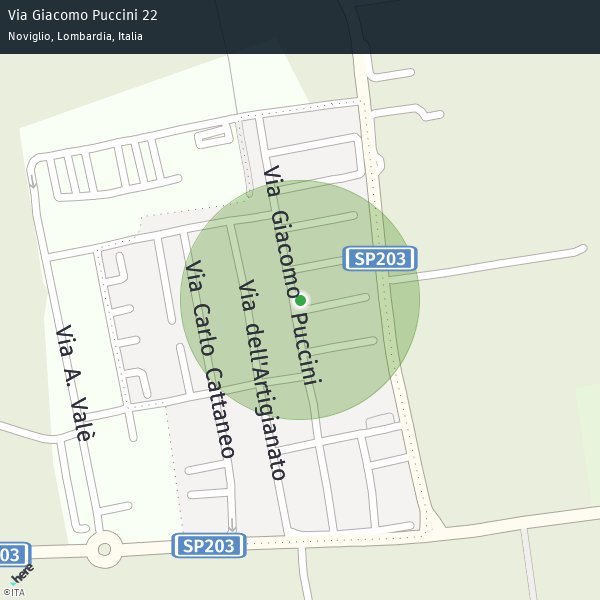 Via Giacomo Puccini 22
Noviglio, Lombardia, Italia
Via Giacomo Puccini
SP203
Via Carlo Cattaneo
Via dell'Artigianato
Via A. Valè
SP203
03
here
©ITA